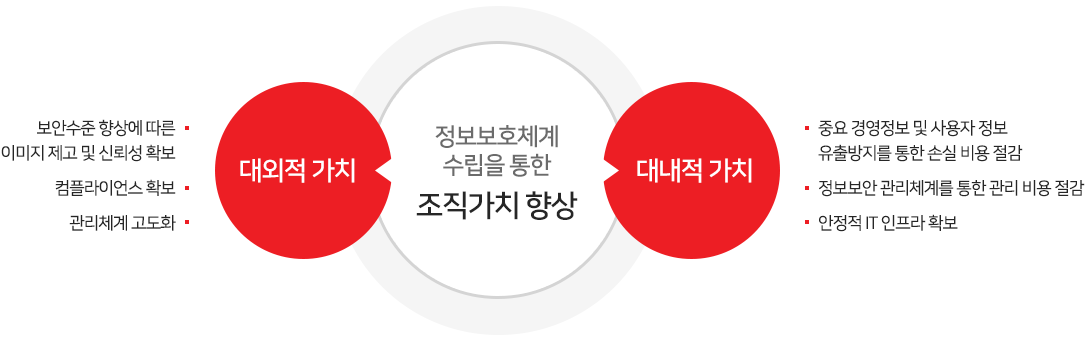 보안수준 향상에 따른
이미지 제고 및 신뢰성 확보
컴플라이언스 확보
관리체계 고도화
대외적 가치
정보보호체계
수립을 통한
조직가치 향상
대내적 가치
중요 경영정보 및 사용자 정보
유출방지를 통한 손실 비용 절감
정보보안 관리체계를 통한 관리 비용 절감
안정적 IT 인프라 확보